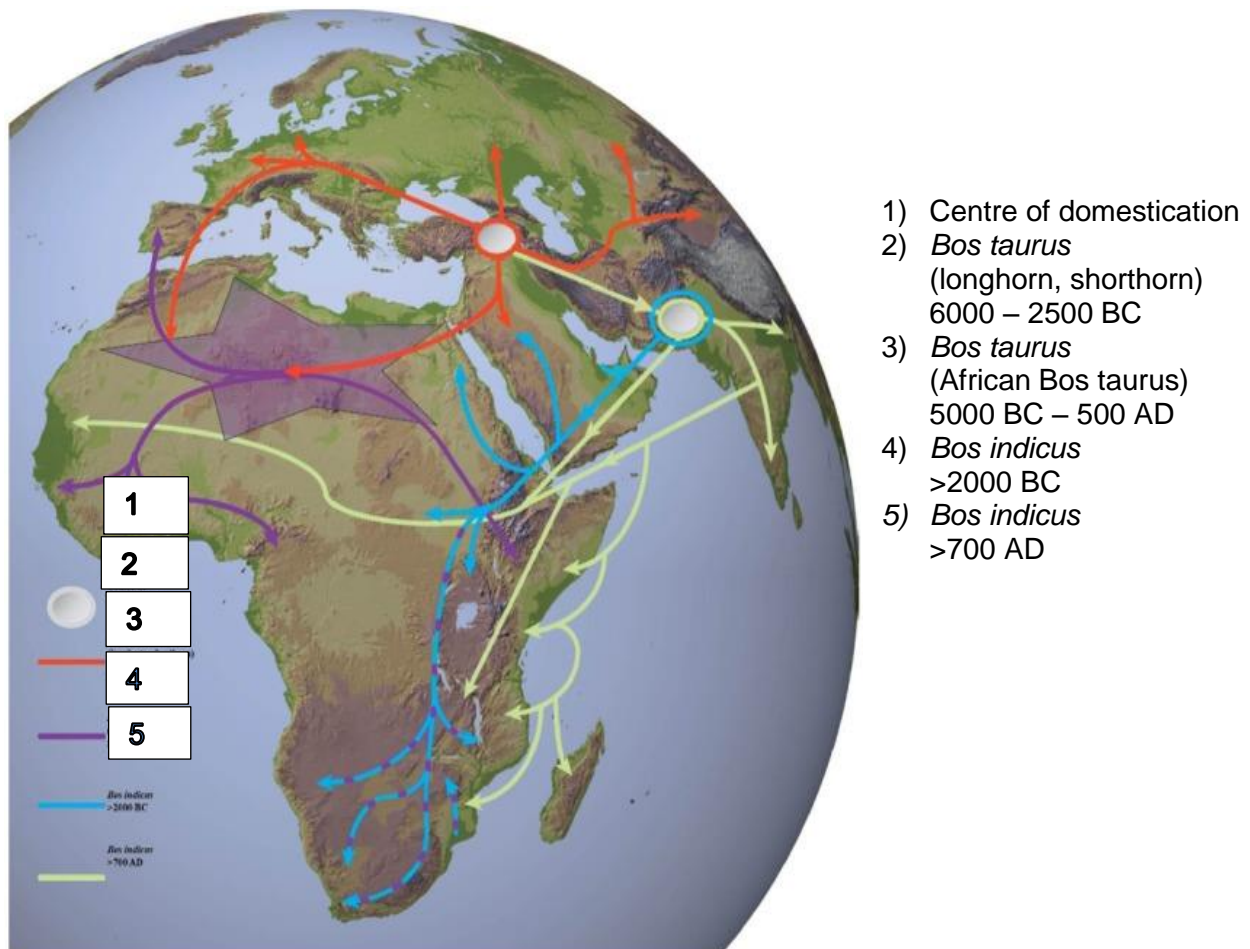 1
2
3
4
5
Bos indicus
>2000 BC
Bos indicus
>700 AD
1) Centre of domestication
2) Bos taurus
(longhorn, shorthorn)
6000 – 2500 BC
3) Bos taurus
(African Bos taurus)
5000 BC – 500 AD
4) Bos indicus
>2000 BC
5) Bos indicus
>700 AD